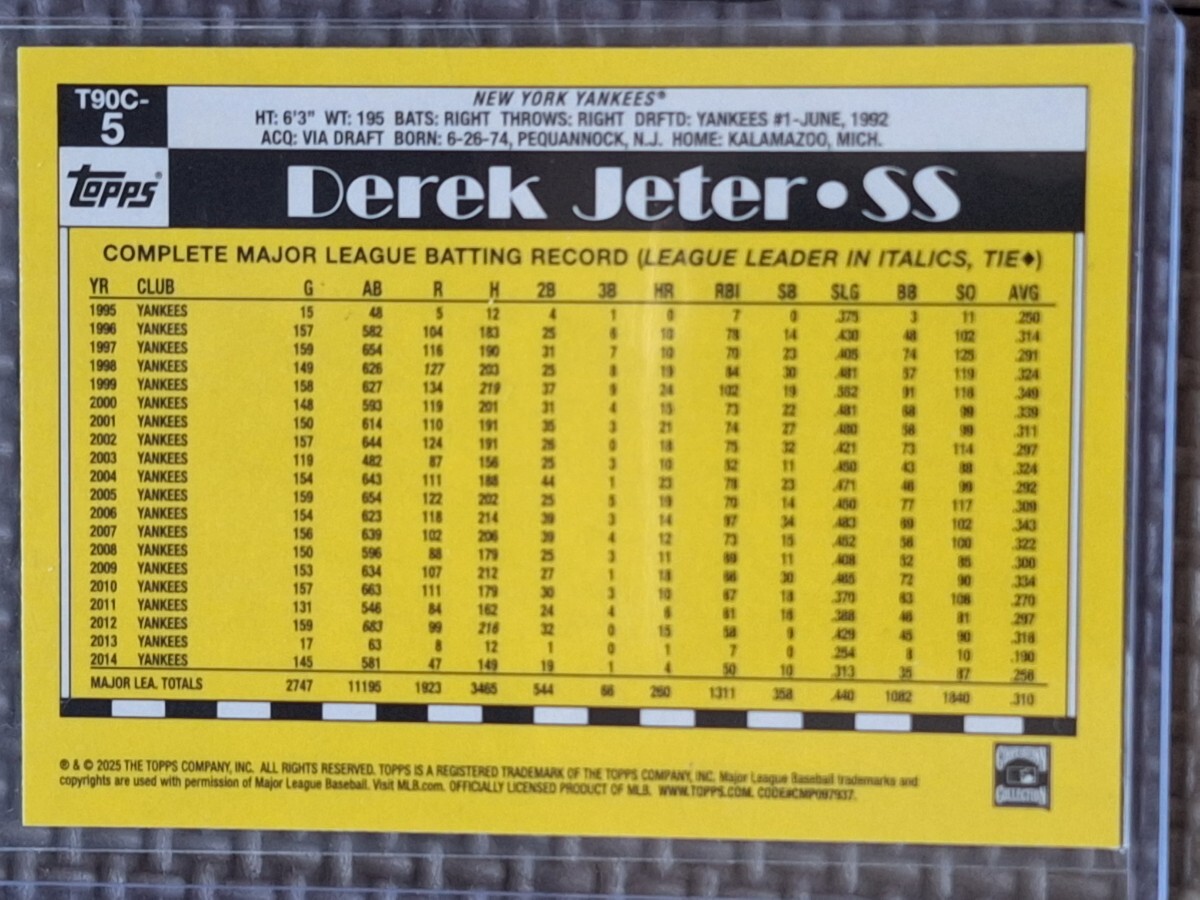 T90C-
5
NEW YORK YANKEES®
HT: 6'3" WT: 195 BATS: RIGHT THROWS: RIGHT DRFTD: YANKEES #1-JUNE, 1992
ACQ: VIA DRAFT BORN: 6-26-74, PEQUANNOCK, N.J. HOME: KALAMAZOO, MICH.
Topps®
Derek Jeter • SS
COMPLETE MAJOR LEAGUE BATTING RECORD (LEAGUE LEADER IN ITALICS, TIE♦)
YR CLUB G AB R H 2B 3B HR RBI SB SLG BB SO AVG
1995 YANKEES 15 48 5 12 4 1 0 7 0 .375 3 11 .250
1996 YANKEES 157 582 104 183 25 6 10 78 14 .430 48 102 .314
1997 YANKEES 159 654 116 190 31 7 10 70 23 .405 74 125 .291
1998 YANKEES 149 626 127 203 25 8 19 84 30 .481 57 119 .324
1999 YANKEES 158 627 134 219 37 9 24 102 19 .552 91 116 .349
2000 YANKEES 148 593 119 201 31 4 15 73 22 .481 68 99 .339
2001 YANKEES 150 614 110 191 35 3 21 74 27 .480 56 99 .311
2002 YANKEES 157 644 124 191 26 0 18 75 32 .421 73 114 .297
2003 YANKEES 119 482 87 156 25 3 10 52 11 .450 43 88 .324
2004 YANKEES 154 643 111 188 44 1 23 78 23 .471 46 99 .292
2005 YANKEES 159 654 122 202 25 5 19 70 14 .450 77 117 .309
2006 YANKEES 154 623 118 214 39 3 14 97 34 .483 69 102 .343
2007 YANKEES 156 639 102 206 39 4 12 73 15 .452 56 100 .322
2008 YANKEES 150 596 88 179 25 3 11 69 11 .408 52 85 .300
2009 YANKEES 153 634 107 212 27 1 18 66 30 .465 72 90 .334
2010 YANKEES 157 663 111 179 30 3 10 67 18 .370 63 106 .270
2011 YANKEES 131 546 84 162 24 4 6 61 16 .388 46 81 .297
2012 YANKEES 159 683 99 216 32 0 15 58 9 .429 45 90 .316
2013 YANKEES 17 63 8 12 1 0 1 7 0 .254 8 10 .190
2014 YANKEES 145 581 47 149 19 1 4 50 10 .313 35 87 .256
MAJOR LEA. TOTALS 2747 11195 1923 3465 544 66 260 1311 358 .440 1082 1840 .310
® & © 2025 THE TOPPS COMPANY, INC. ALL RIGHTS RESERVED. TOPPS IS A REGISTERED TRADEMARK OF THE TOPPS COMPANY, INC. Major League Baseball trademarks and
copyrights are used with permission of Major League Baseball. Visit MLB.com. OFFICIALLY LICENSED PRODUCT OF MLB. WWW.TOPPS.COM. CODE#CMP097937.
COOPERSTOWN
COLLECTION